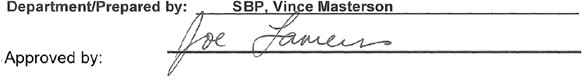 Department/Prepared by: SBP, Vince Masterson
Approved by: Joe